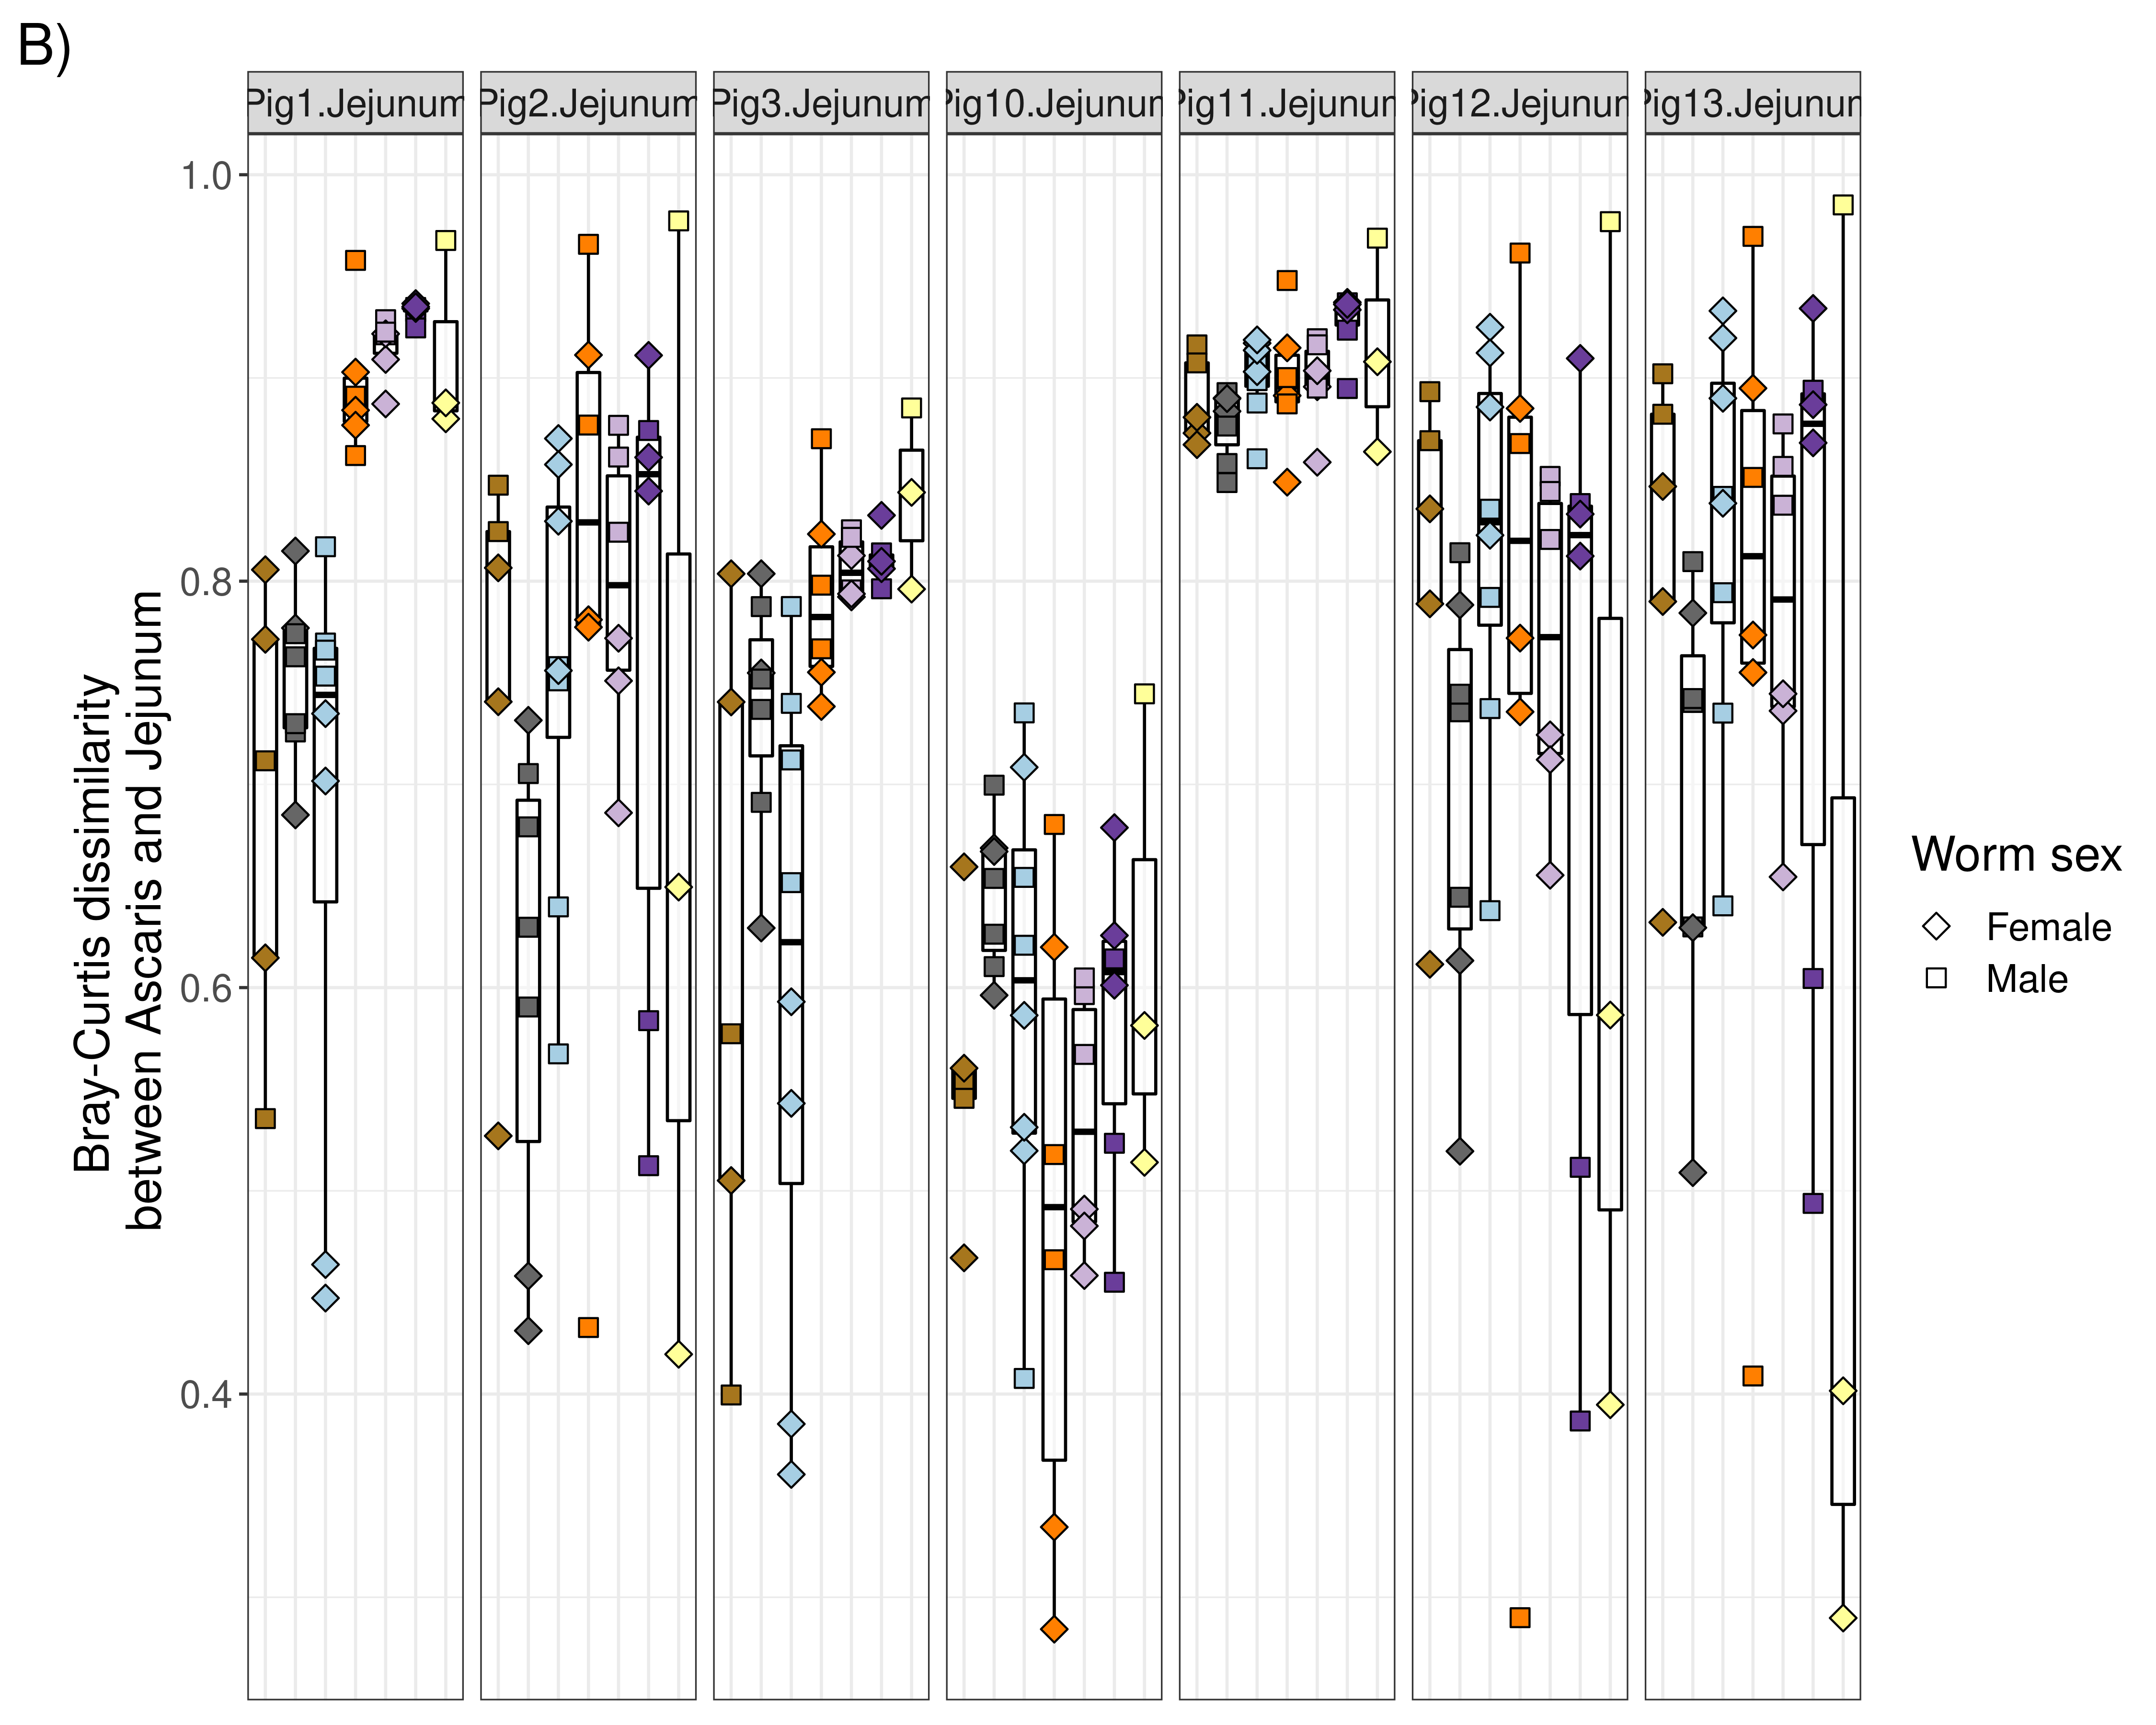 B)
Pig1.Jejunum
Pig2.Jejunum
Pig3.Jejunum
Pig10.Jejunum
Pig11.Jejunum
Pig12.Jejunum
Pig13.Jejunum
1.0
0.8
0.6
0.4
Bray-Curtis dissimilarity
between Ascaris and Jejunum
Worm sex
Female
Male